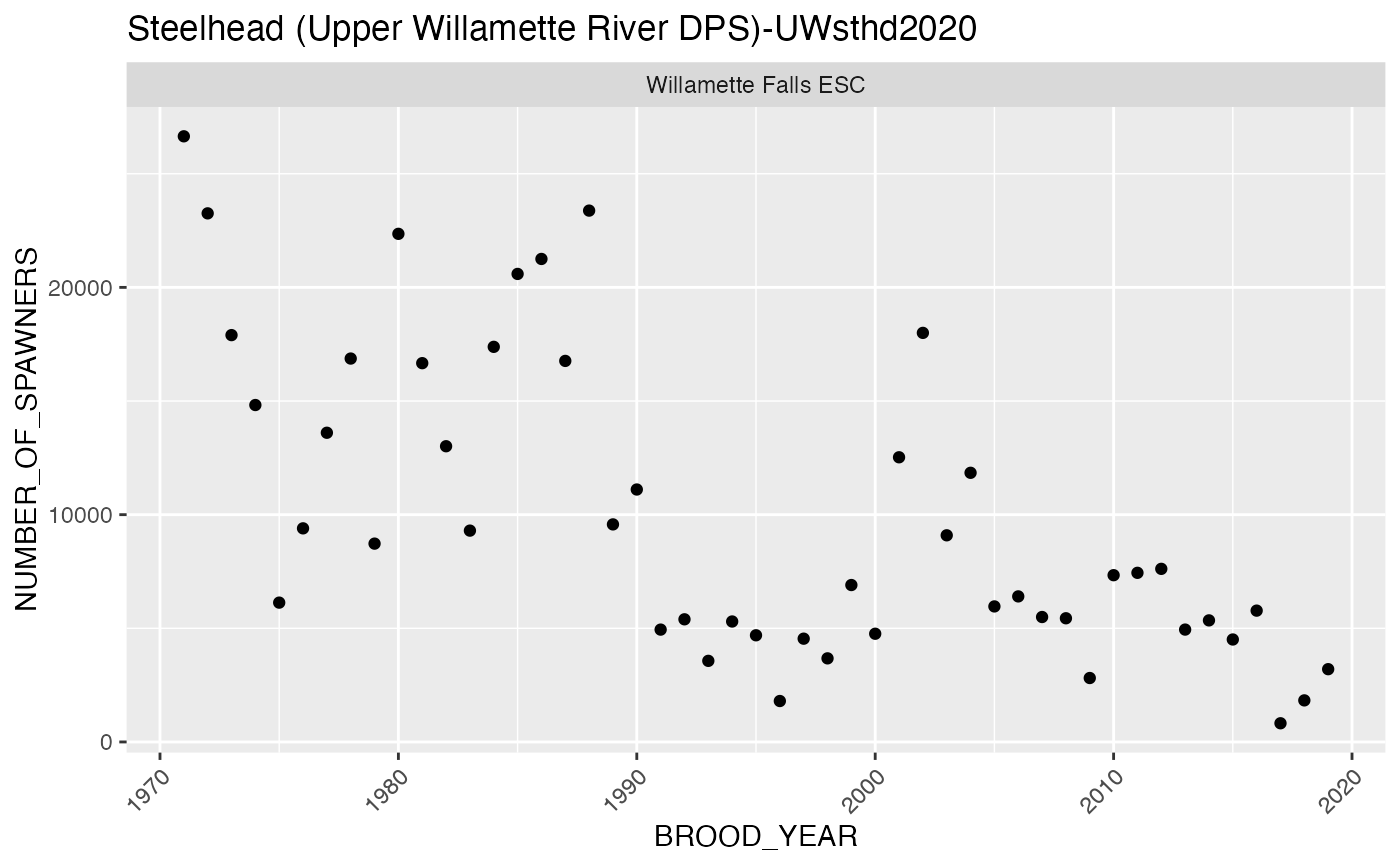 Steelhead (Upper Willamette River DPS)-UWsthd2020
Willamette Falls ESC
NUMBER_OF_SPAWNERS
20000
10000
0
1970
1980
1990
2000
2010
2020
BROOD_YEAR